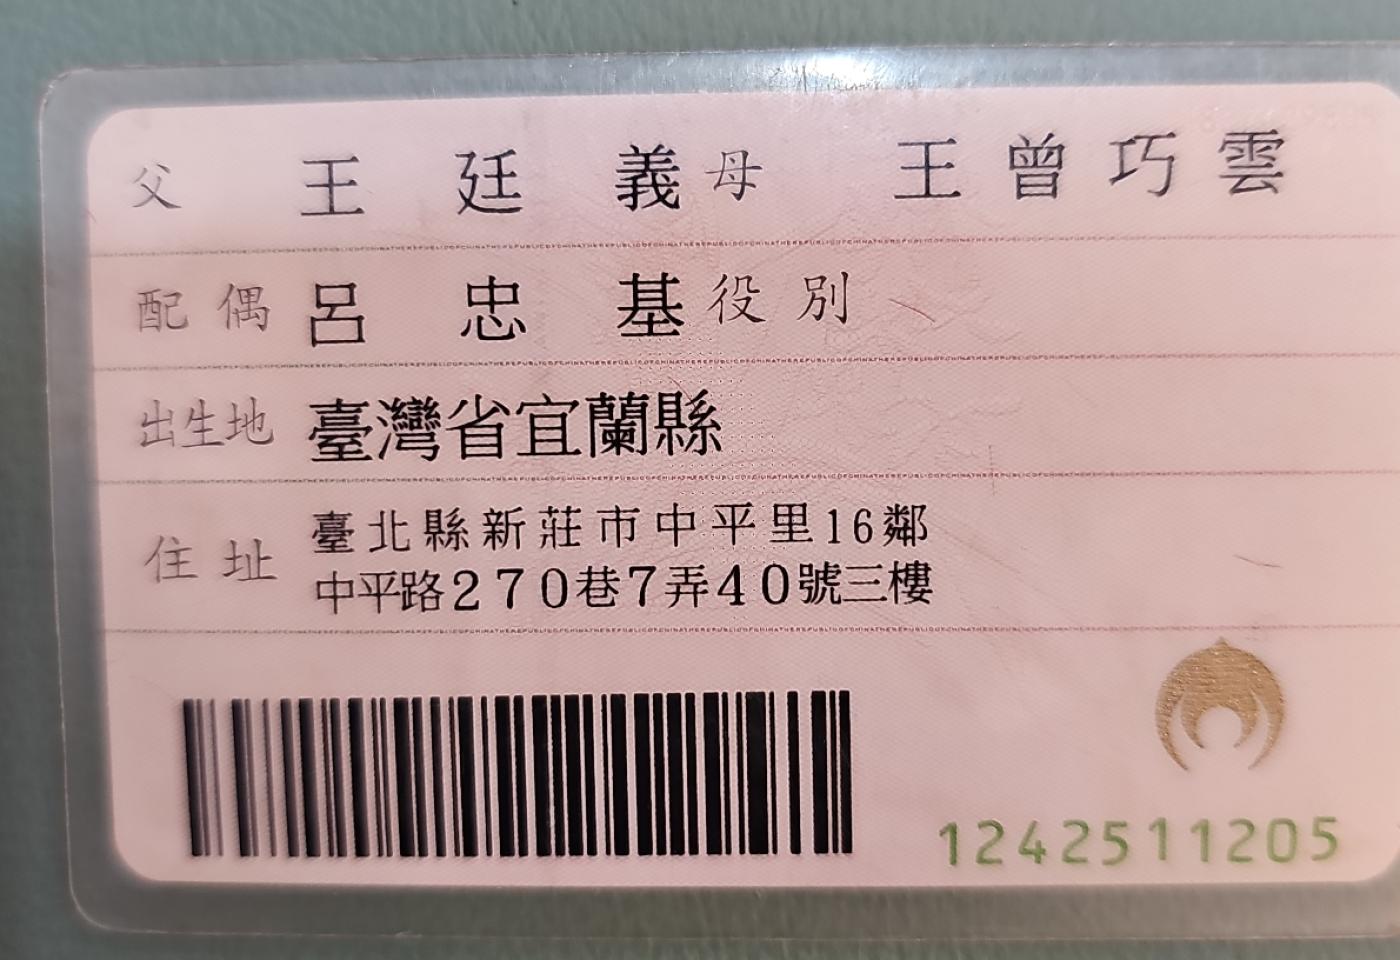 父 王廷義 母 王曾巧雲
配偶 呂忠基 役別
出生地 臺灣省宜蘭縣
住址 臺北縣新莊市中平里16鄰
中平路270巷7弄40號三樓
1242511205